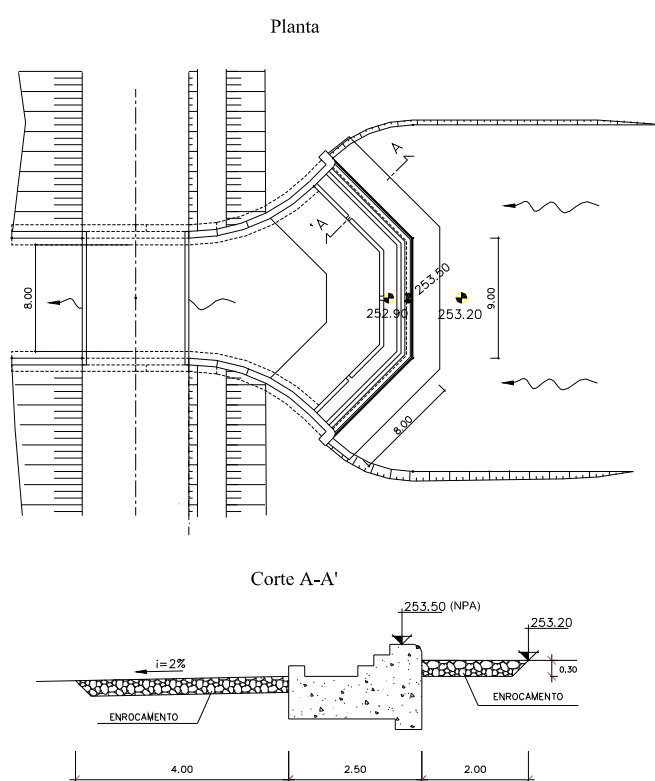 Planta
A
'A
8.00
253.50
252.90
253.20
9.00
8.00
Corte A-A'
253.50 (NPA)
253.20
i=2%
0,30
ENROCAMENTO
ENROCAMENTO
4.00
2.50
2.00